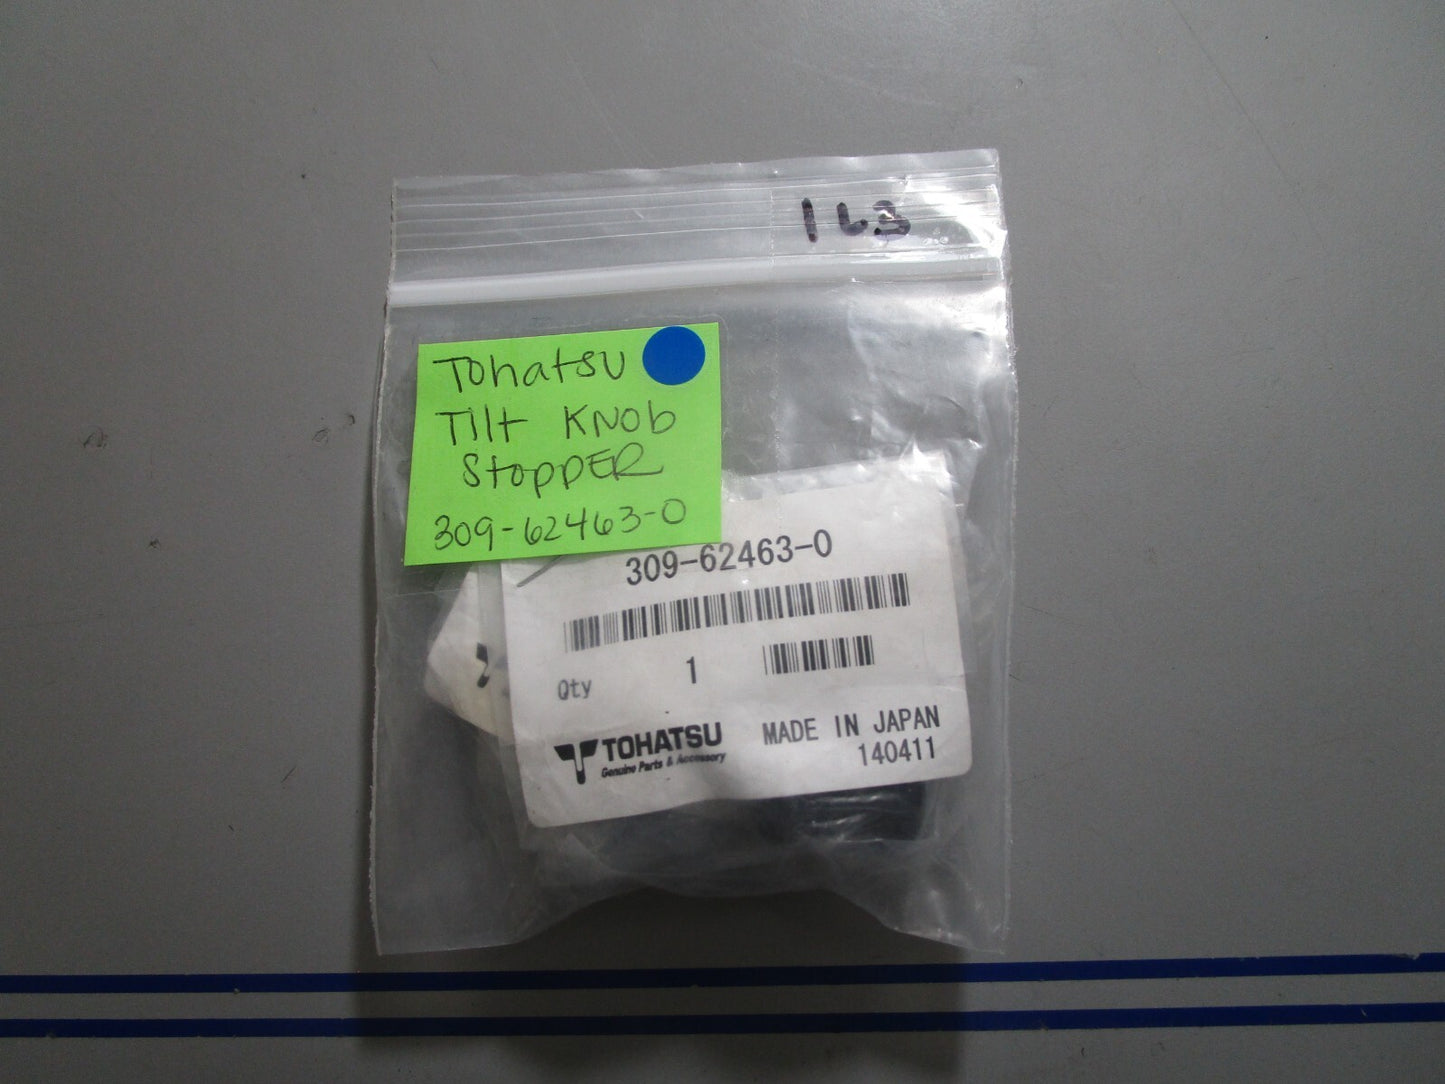 1LB
Tohatsu
Tilt KNob
StoppER
309-62463-0
309-62463-0
Qty 1
TOHATSU
Genuine Parts & Accessory
MADE IN JAPAN
140411